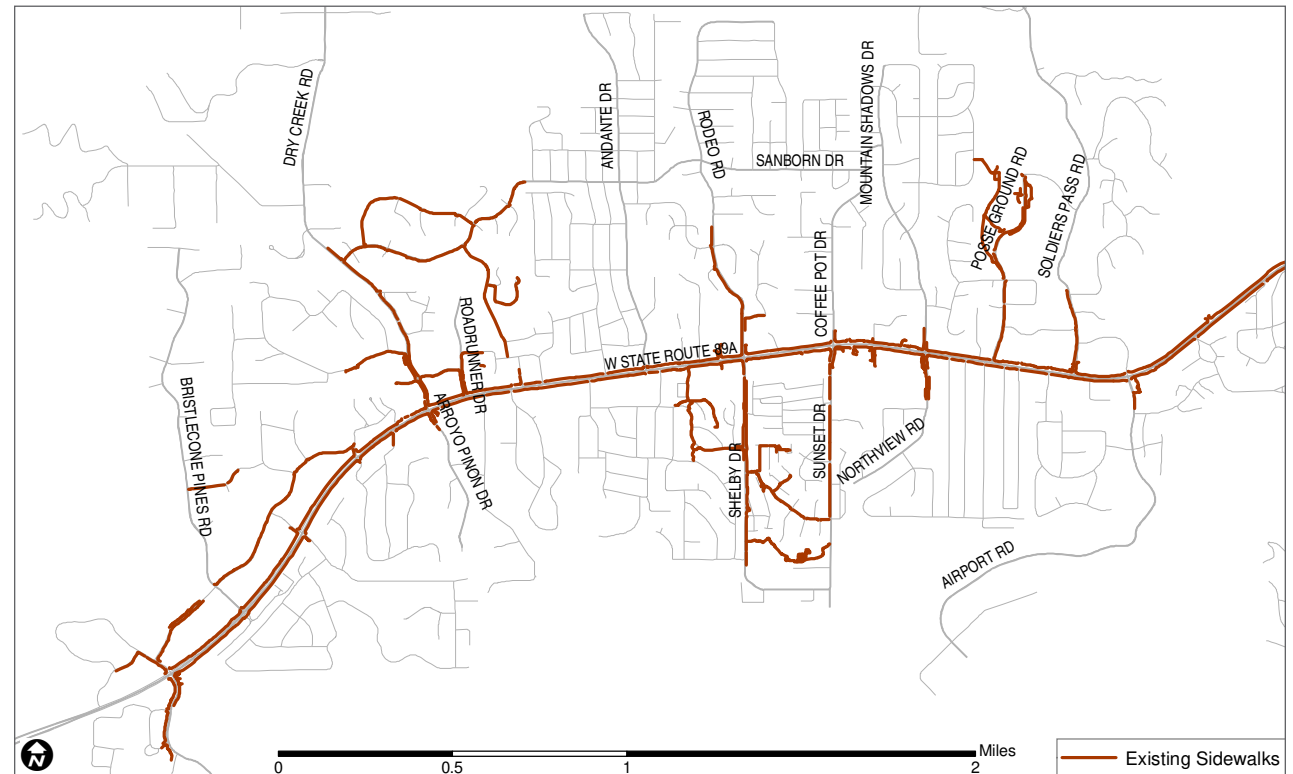 DRY CREEK RD
ANDANTE DR
RODEO RD
SANBORN DR
MOUNTAIN SHADOWS DR
POSSE GROUND RD
SOLDIERS PASS RD
COFFEE POT DR
ROADRUNNER DR
W STATE ROUTE 89A
BRISTLECONE PINES RD
ARROYO PINON DR
SHELBY DR
SUNSET DR
NORTHVIEW RD
AIRPORT RD
N
Miles
0 0.5 1 2
Existing Sidewalks